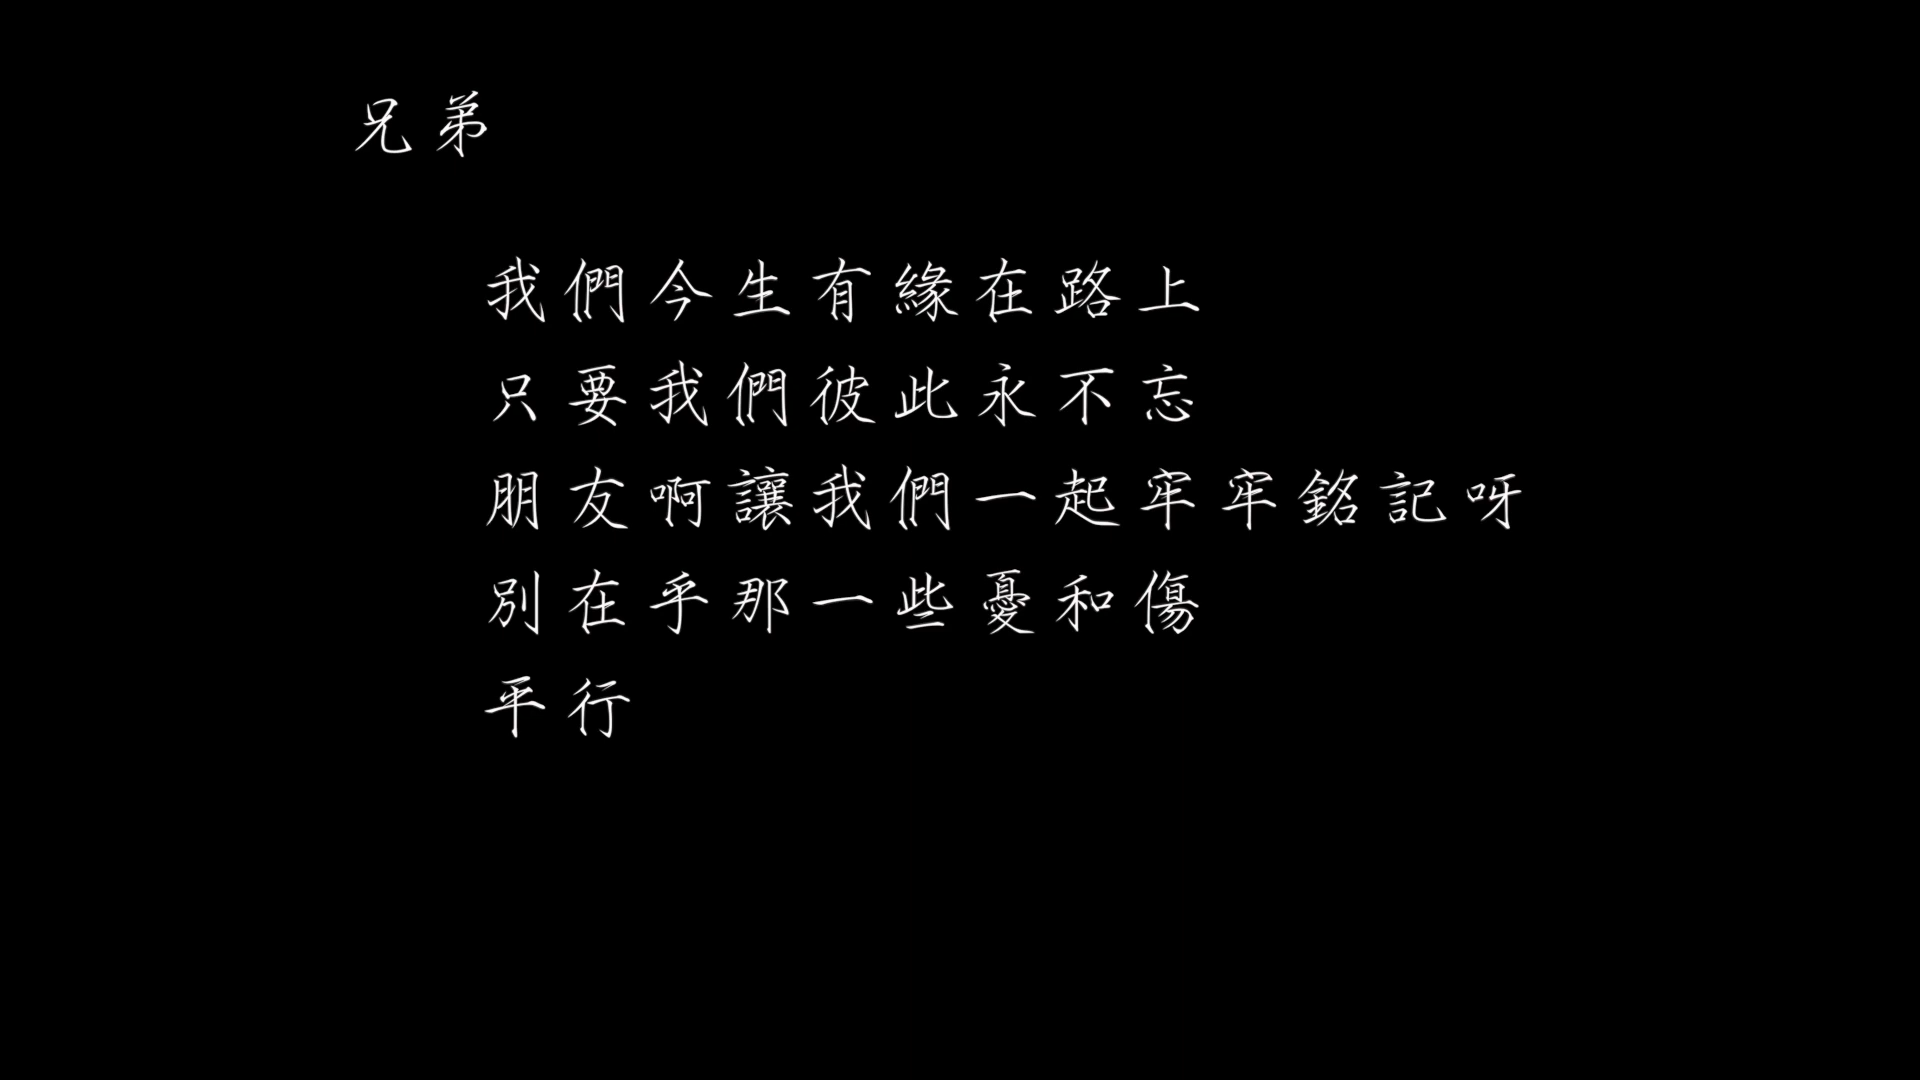 兄弟
我們今生有緣在路上
只要我們彼此永不忘
朋友啊讓我們一起牢牢銘記呀
別在乎那一些憂和傷
平行